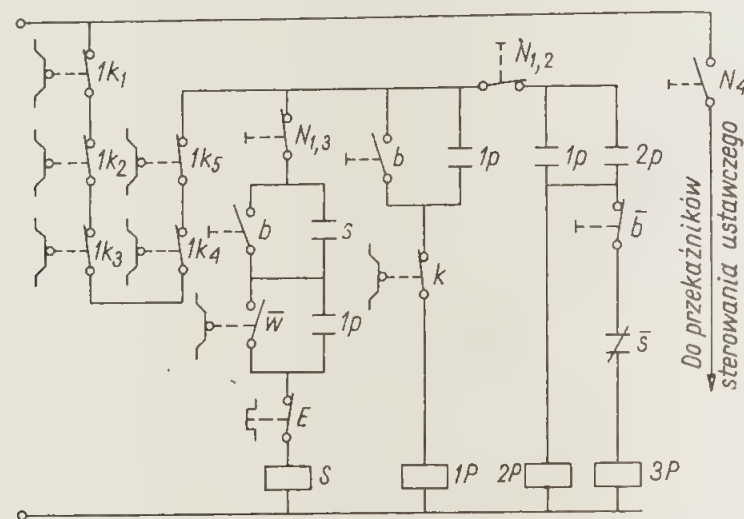 1k₁
1k₂
1k₃
1k₅
1k₄
N₁,₃
b
s
w̅
1p
E
S
b
1p
k
1P
N₁,₂
1p
2p
b̅
s̅
2P
3P
N₄
Do przekaźników
sterowania ustawczego